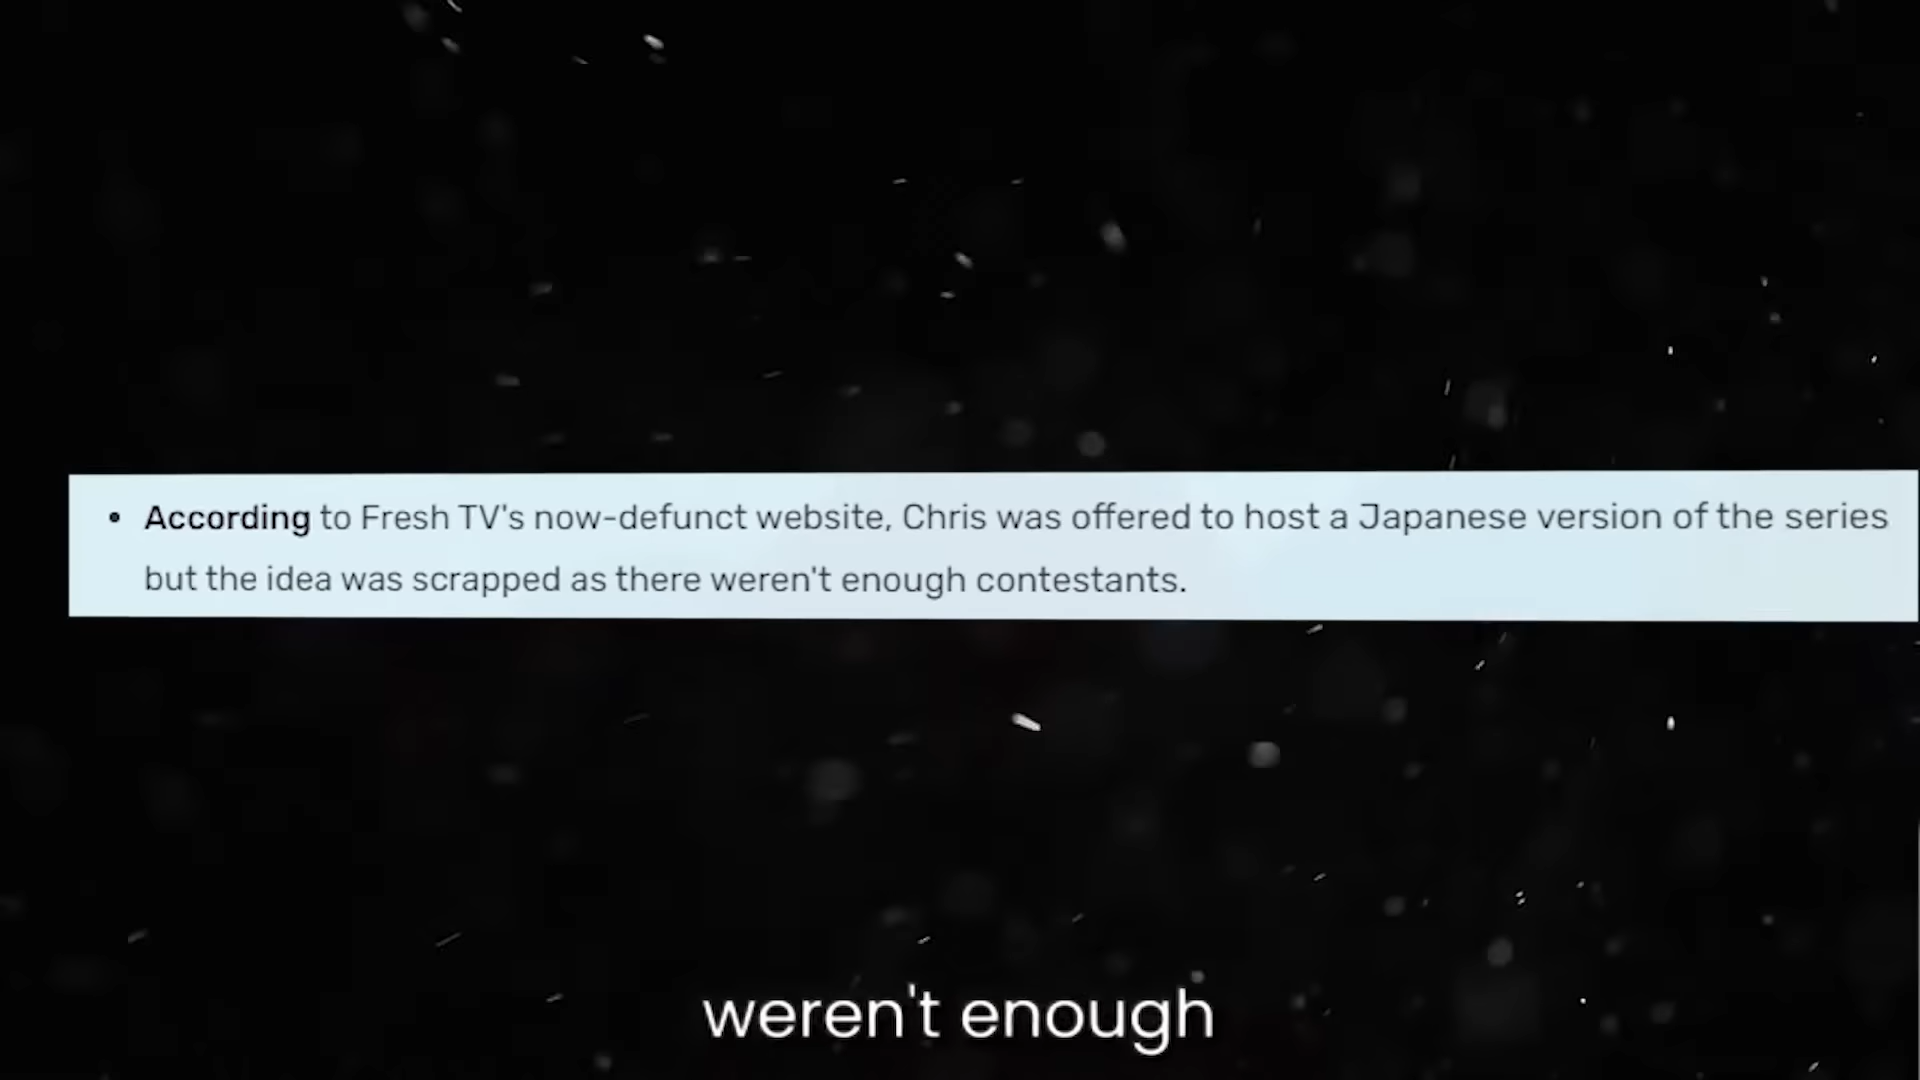 • According to Fresh TV's now-defunct website, Chris was offered to host a Japanese version of the series
but the idea was scrapped as there weren't enough contestants.
weren't enough